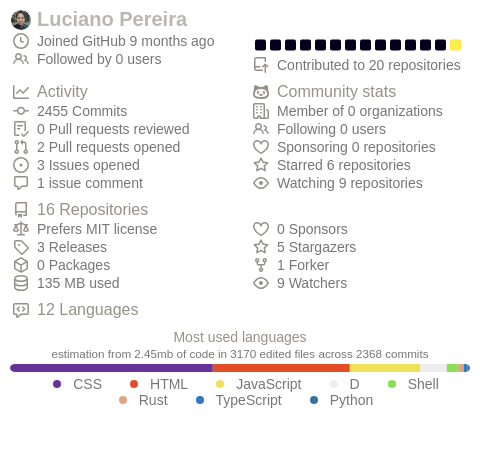 Luciano Pereira
Joined GitHub 9 months ago
Followed by 0 users
Contributed to 20 repositories
Activity
2455 Commits
0 Pull requests reviewed
2 Pull requests opened
3 Issues opened
1 issue comment
Community stats
Member of 0 organizations
Following 0 users
Sponsoring 0 repositories
Starred 6 repositories
Watching 9 repositories
16 Repositories
Prefers MIT license
3 Releases
0 Packages
135 MB used
0 Sponsors
5 Stargazers
1 Forker
9 Watchers
12 Languages
Most used languages
estimation from 2.45mb of code in 3170 edited files across 2368 commits
CSS HTML JavaScript D Shell
Rust TypeScript Python